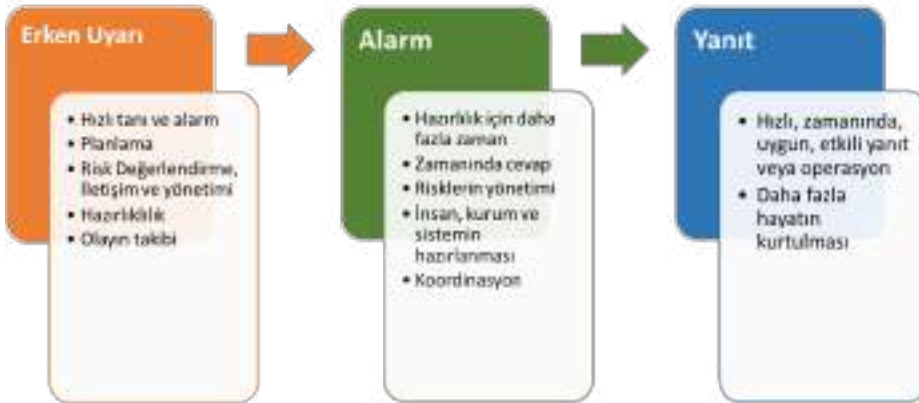 Erken Uyarı
• Hızlı tanı ve alarm
• Planlama
• Risk Değerlendirme,
İletişim ve yönetimi
• Hazırlıklılık
• Olayın takibi
Alarm
• Hazırlılık için daha
fazla zaman
• Zamanında cevap
• Risklerin yönetimi
• İnsan, kurum ve
sistemin
hazırlanması
• Koordinasyon
Yanıt
• Hızlı, zamanında,
uygun, etkili yanıt
veya operasyon
• Daha fazla
hayatın
kurtulması